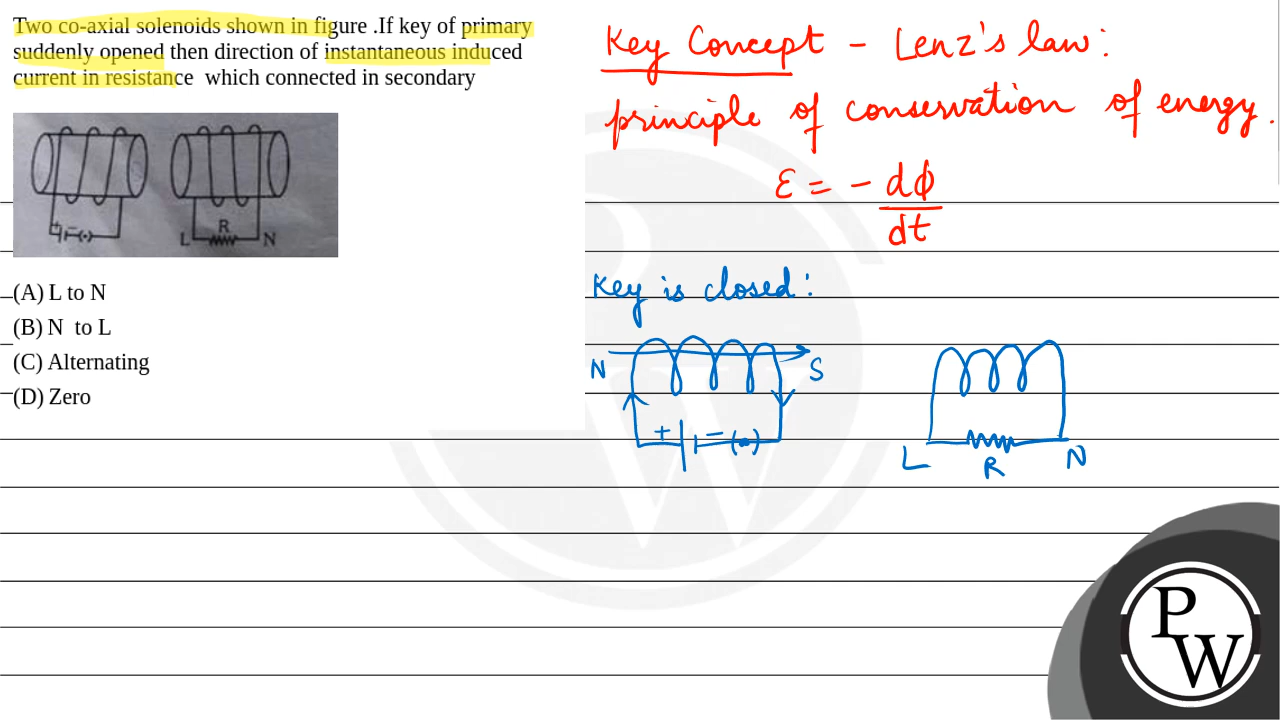 Two co-axial solenoids shown in figure .If key of primary
suddenly opened then direction of instantaneous induced
current in resistance which connected in secondary
+ -
R
L N
(A) L to N
(B) N to L
(C) Alternating
(D) Zero
Key Concept - Lenz's law:
principle of conservation of energy.
ε = - dϕ
dt
Key is closed:
N S
+ -
L R N
P
W